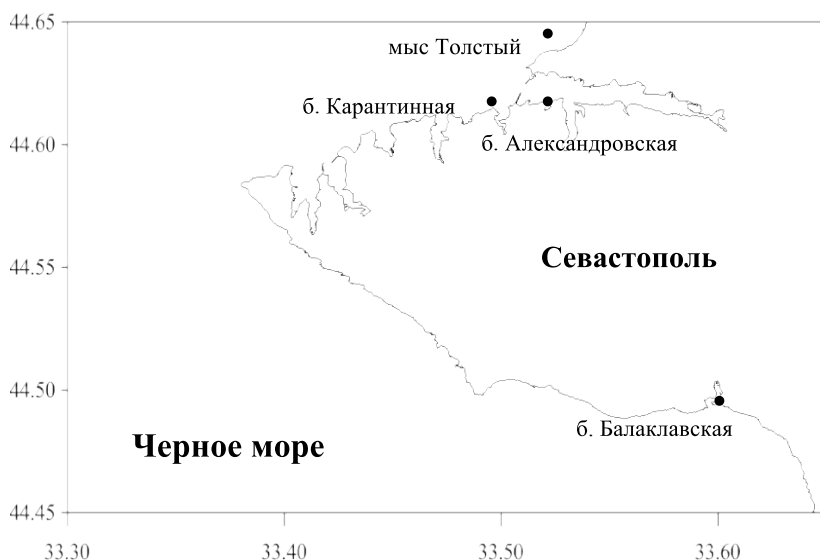 44.65
мыс Толстый
б. Карантинная
44.60
б. Александровская
Севастополь
44.55
44.50
б. Балаклавская
Черное море
44.45
33.30
33.40
33.50
33.60